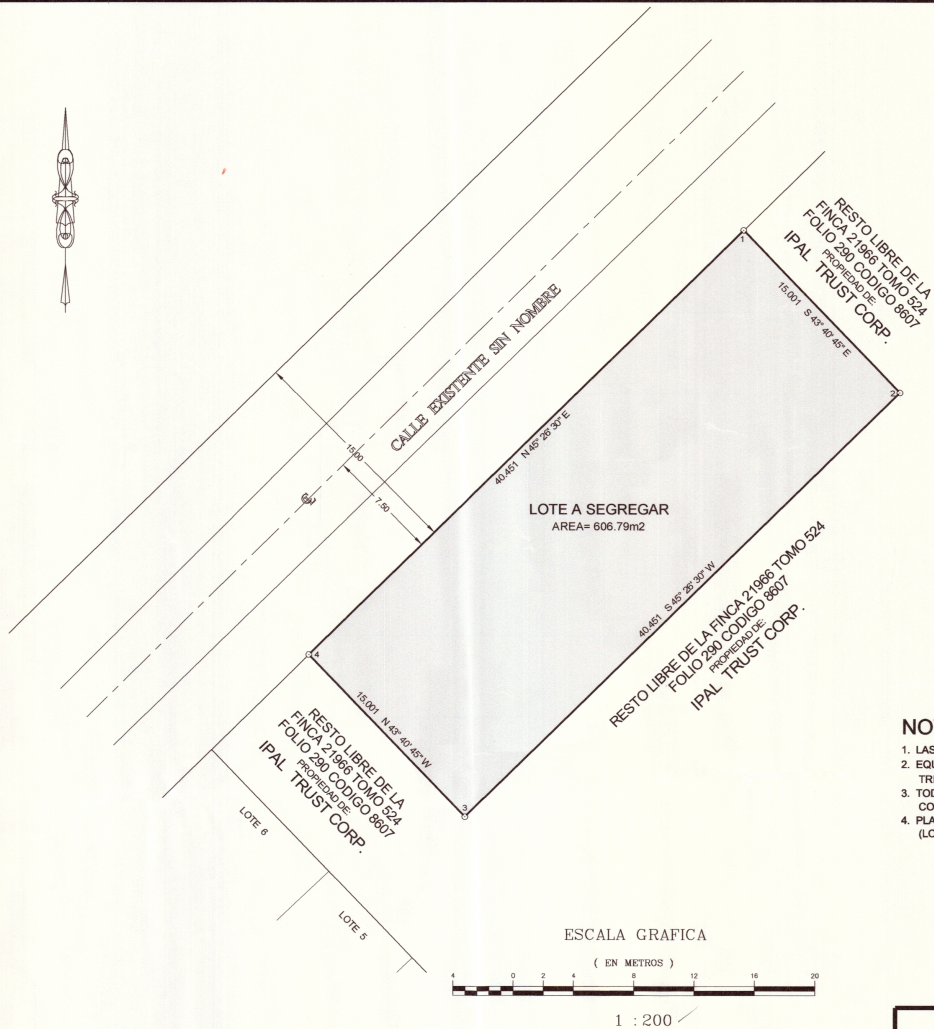 RESTO LIBRE DE LA
FINCA 21966 TOMO 524
FOLIO 290 CODIGO 8607
PROPIEDAD DE:
IPAL TRUST CORP.
1
15.001 S 43° 40' 45" E
2
CALLE EXISTENTE SIN NOMBRE
15.00
7.50
40.451 N 45° 26' 30" E
LOTE A SEGREGAR
AREA= 606.79m2
40.451 S 45° 26' 30" W
RESTO LIBRE DE LA FINCA 21966 TOMO 524
FOLIO 290 CODIGO 8607
PROPIEDAD DE:
IPAL TRUST CORP.
4
15.001 N 43° 40' 45" W
3
RESTO LIBRE DE LA
FINCA 21966 TOMO 524
FOLIO 290 CODIGO 8607
PROPIEDAD DE:
IPAL TRUST CORP.
LOTE 6
LOTE 5
NO
1. LAS
2. EQU
TRI
3. TOD
CO
4. PLA
(LO
ESCALA GRAFICA
( EN METROS )
4 0 2 4 8 12 16 20
1 : 200